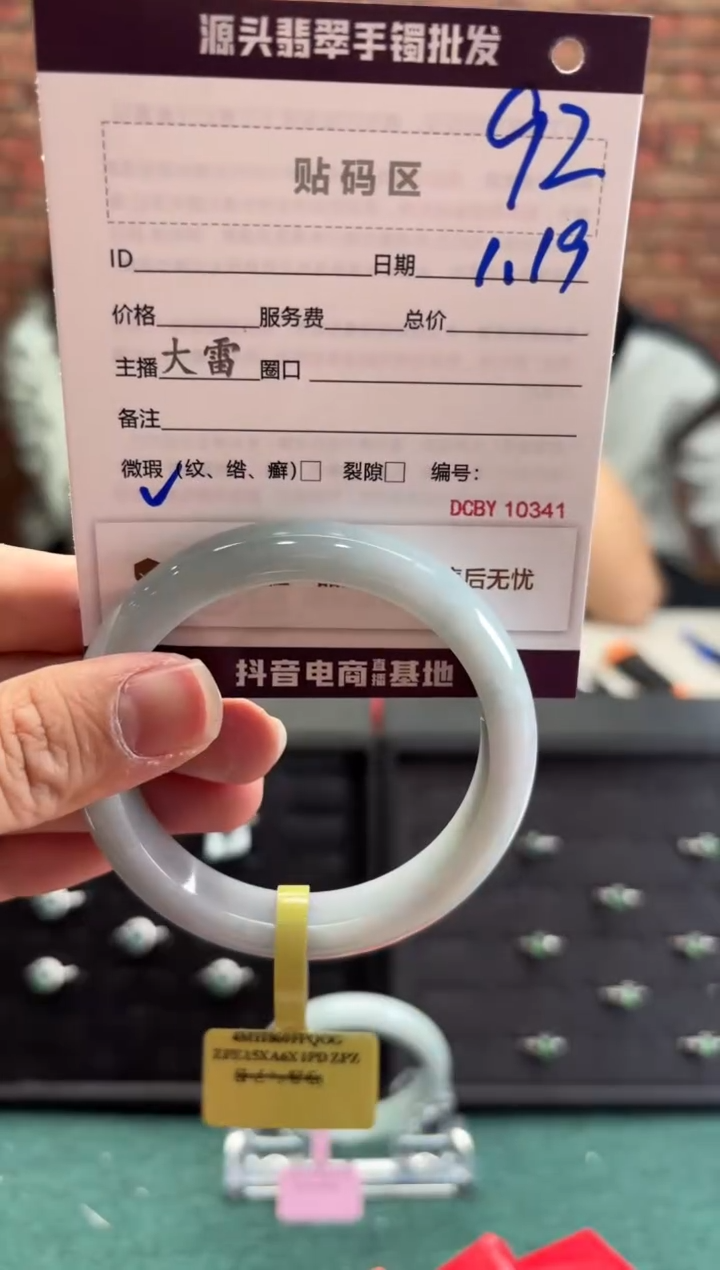 源头翡翠手镯批发
92
贴码区
ID 日期 1.19
价格 服务费 总价
主播 大雷 圈口
备注
微瑕 (纹、绺、癣)□ 裂隙□ 编号:
✓
DCBY 10341
后无忧
抖音电商直播基地